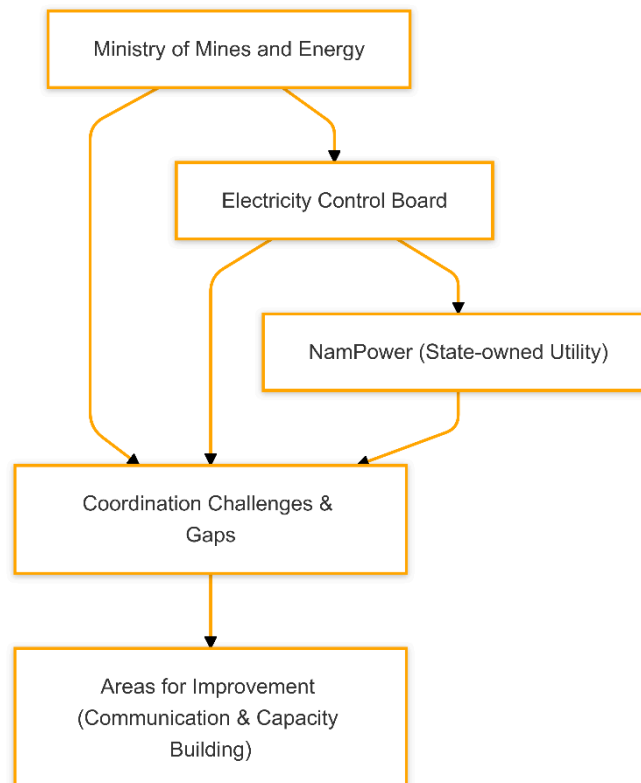 Ministry of Mines and Energy
Electricity Control Board
NamPower (State-owned Utility)
Coordination Challenges &
Gaps
Areas for Improvement
(Communication & Capacity
Building)